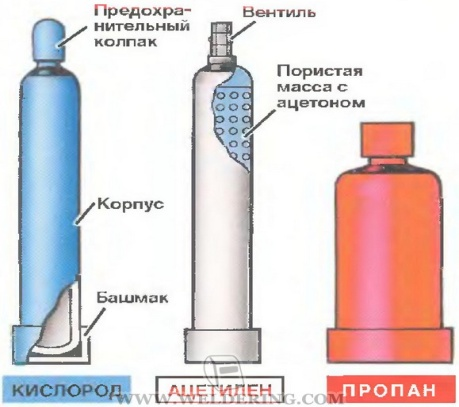 Предохра-
нительный
колпак
Вентиль
Пористая
масса с
ацетоном
Корпус
Башмак
КИСЛОРОД
АЦЕТИЛЕН
ПРОПАН
WWW.WELDERING.COM